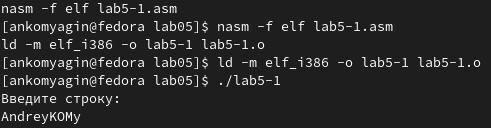 nasm -f elf lab5-1.asm
[ankomyagin@fedora lab05]$ nasm -f elf lab5-1.asm
ld -m elf_i386 -o lab5-1 lab5-1.o
[ankomyagin@fedora lab05]$ ld -m elf_i386 -o lab5-1 lab5-1.o
[ankomyagin@fedora lab05]$ ./lab5-1
Введите строку:
AndreyKOMy